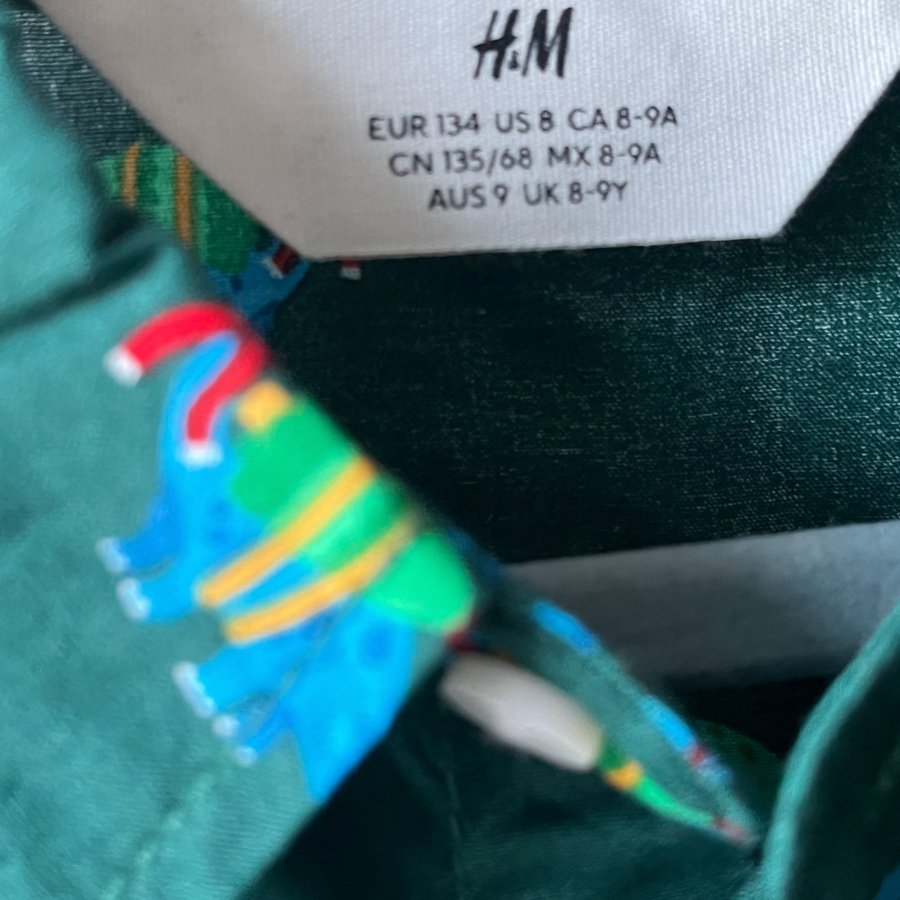 H&M
EUR 134 US 8 CA 8-9A
CN 135/68 MX 8-9A
AUS 9 UK 8-9Y